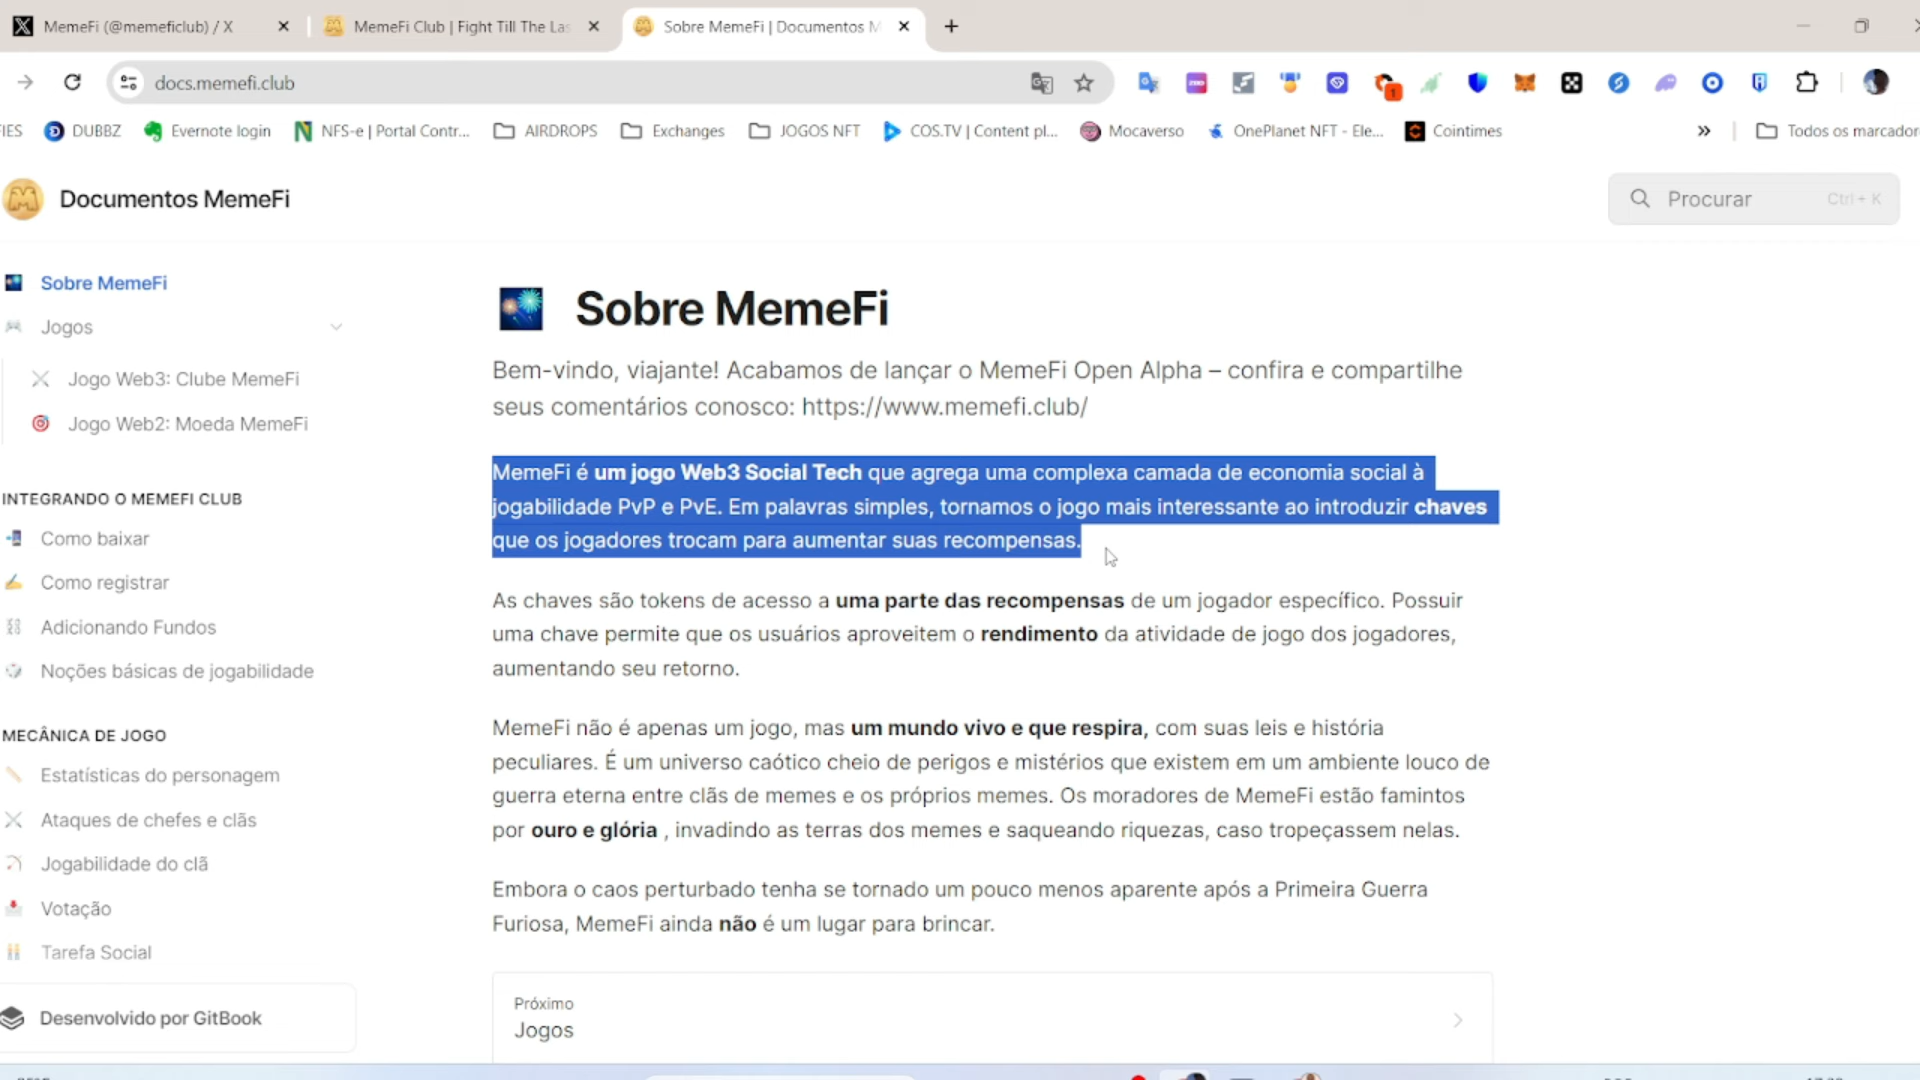 MemeFi (@memeficlub) / X
MemeFi Club | Fight Till The Las
Sobre MemeFi | Documentos M
docs.memefi.club
1
IES
DUBBZ
Evernote login
NFS-e | Portal Contr...
AIRDROPS
Exchanges
JOGOS NFT
COS.TV | Content pl...
Mocaverso
OnePlanet NFT - Ele...
Cointimes
»
Todos os marcador
Documentos MemeFi
Procurar
Ctrl + K
Sobre MemeFi
Jogos
Jogo Web3: Clube MemeFi
Jogo Web2: Moeda MemeFi
INTEGRANDO O MEMEFI CLUB
Como baixar
Como registrar
Adicionando Fundos
Noções básicas de jogabilidade
MECÂNICA DE JOGO
Estatísticas do personagem
Ataques de chefes e clãs
Jogabilidade do clã
Votação
Tarefa Social
Desenvolvido por GitBook
Sobre MemeFi
Bem-vindo, viajante! Acabamos de lançar o MemeFi Open Alpha – confira e compartilhe
seus comentários conosco: https://www.memefi.club/
MemeFi é um jogo Web3 Social Tech que agrega uma complexa camada de economia social à
jogabilidade PvP e PvE. Em palavras simples, tornamos o jogo mais interessante ao introduzir chaves
que os jogadores trocam para aumentar suas recompensas.
As chaves são tokens de acesso a uma parte das recompensas de um jogador específico. Possuir
uma chave permite que os usuários aproveitem o rendimento da atividade de jogo dos jogadores,
aumentando seu retorno.
MemeFi não é apenas um jogo, mas um mundo vivo e que respira, com suas leis e história
peculiares. É um universo caótico cheio de perigos e mistérios que existem em um ambiente louco de
guerra eterna entre clãs de memes e os próprios memes. Os moradores de MemeFi estão famintos
por ouro e glória , invadindo as terras dos memes e saqueando riquezas, caso tropeçassem nelas.
Embora o caos perturbado tenha se tornado um pouco menos aparente após a Primeira Guerra
Furiosa, MemeFi ainda não é um lugar para brincar.
Próximo
Jogos